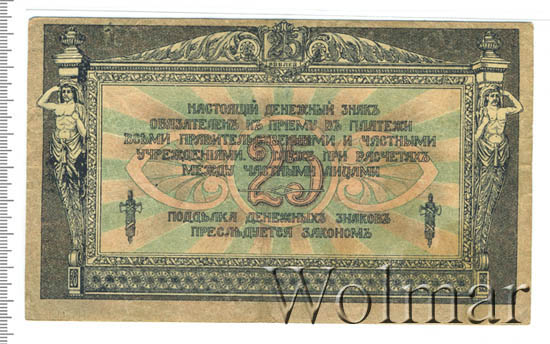 25
РУБЛЕЙ
НАСТОЯЩІЙ ДЕНЕЖНЫЙ ЗНАКЪ
ОБЯЗАТЕЛЕНЪ КЪ ПРІЕМУ ВЪ ПЛАТЕЖИ
ВСѢМИ ПРАВИТЕЛЬСТВЕННЫМИ И ЧАСТНЫМИ
УЧРЕЖДЕНІЯМИ, ТАКЖЕ ПРИ РАСЧЕТАХЪ
МЕЖДУ ЧАСТНЫМИ ЛИЦАМИ
25
ПОДДѢЛКА ДЕНЕЖНЫХЪ ЗНАКОВЪ
ПРЕСЛѢДУЕТСЯ ЗАКОНОМЪ
Wolmar